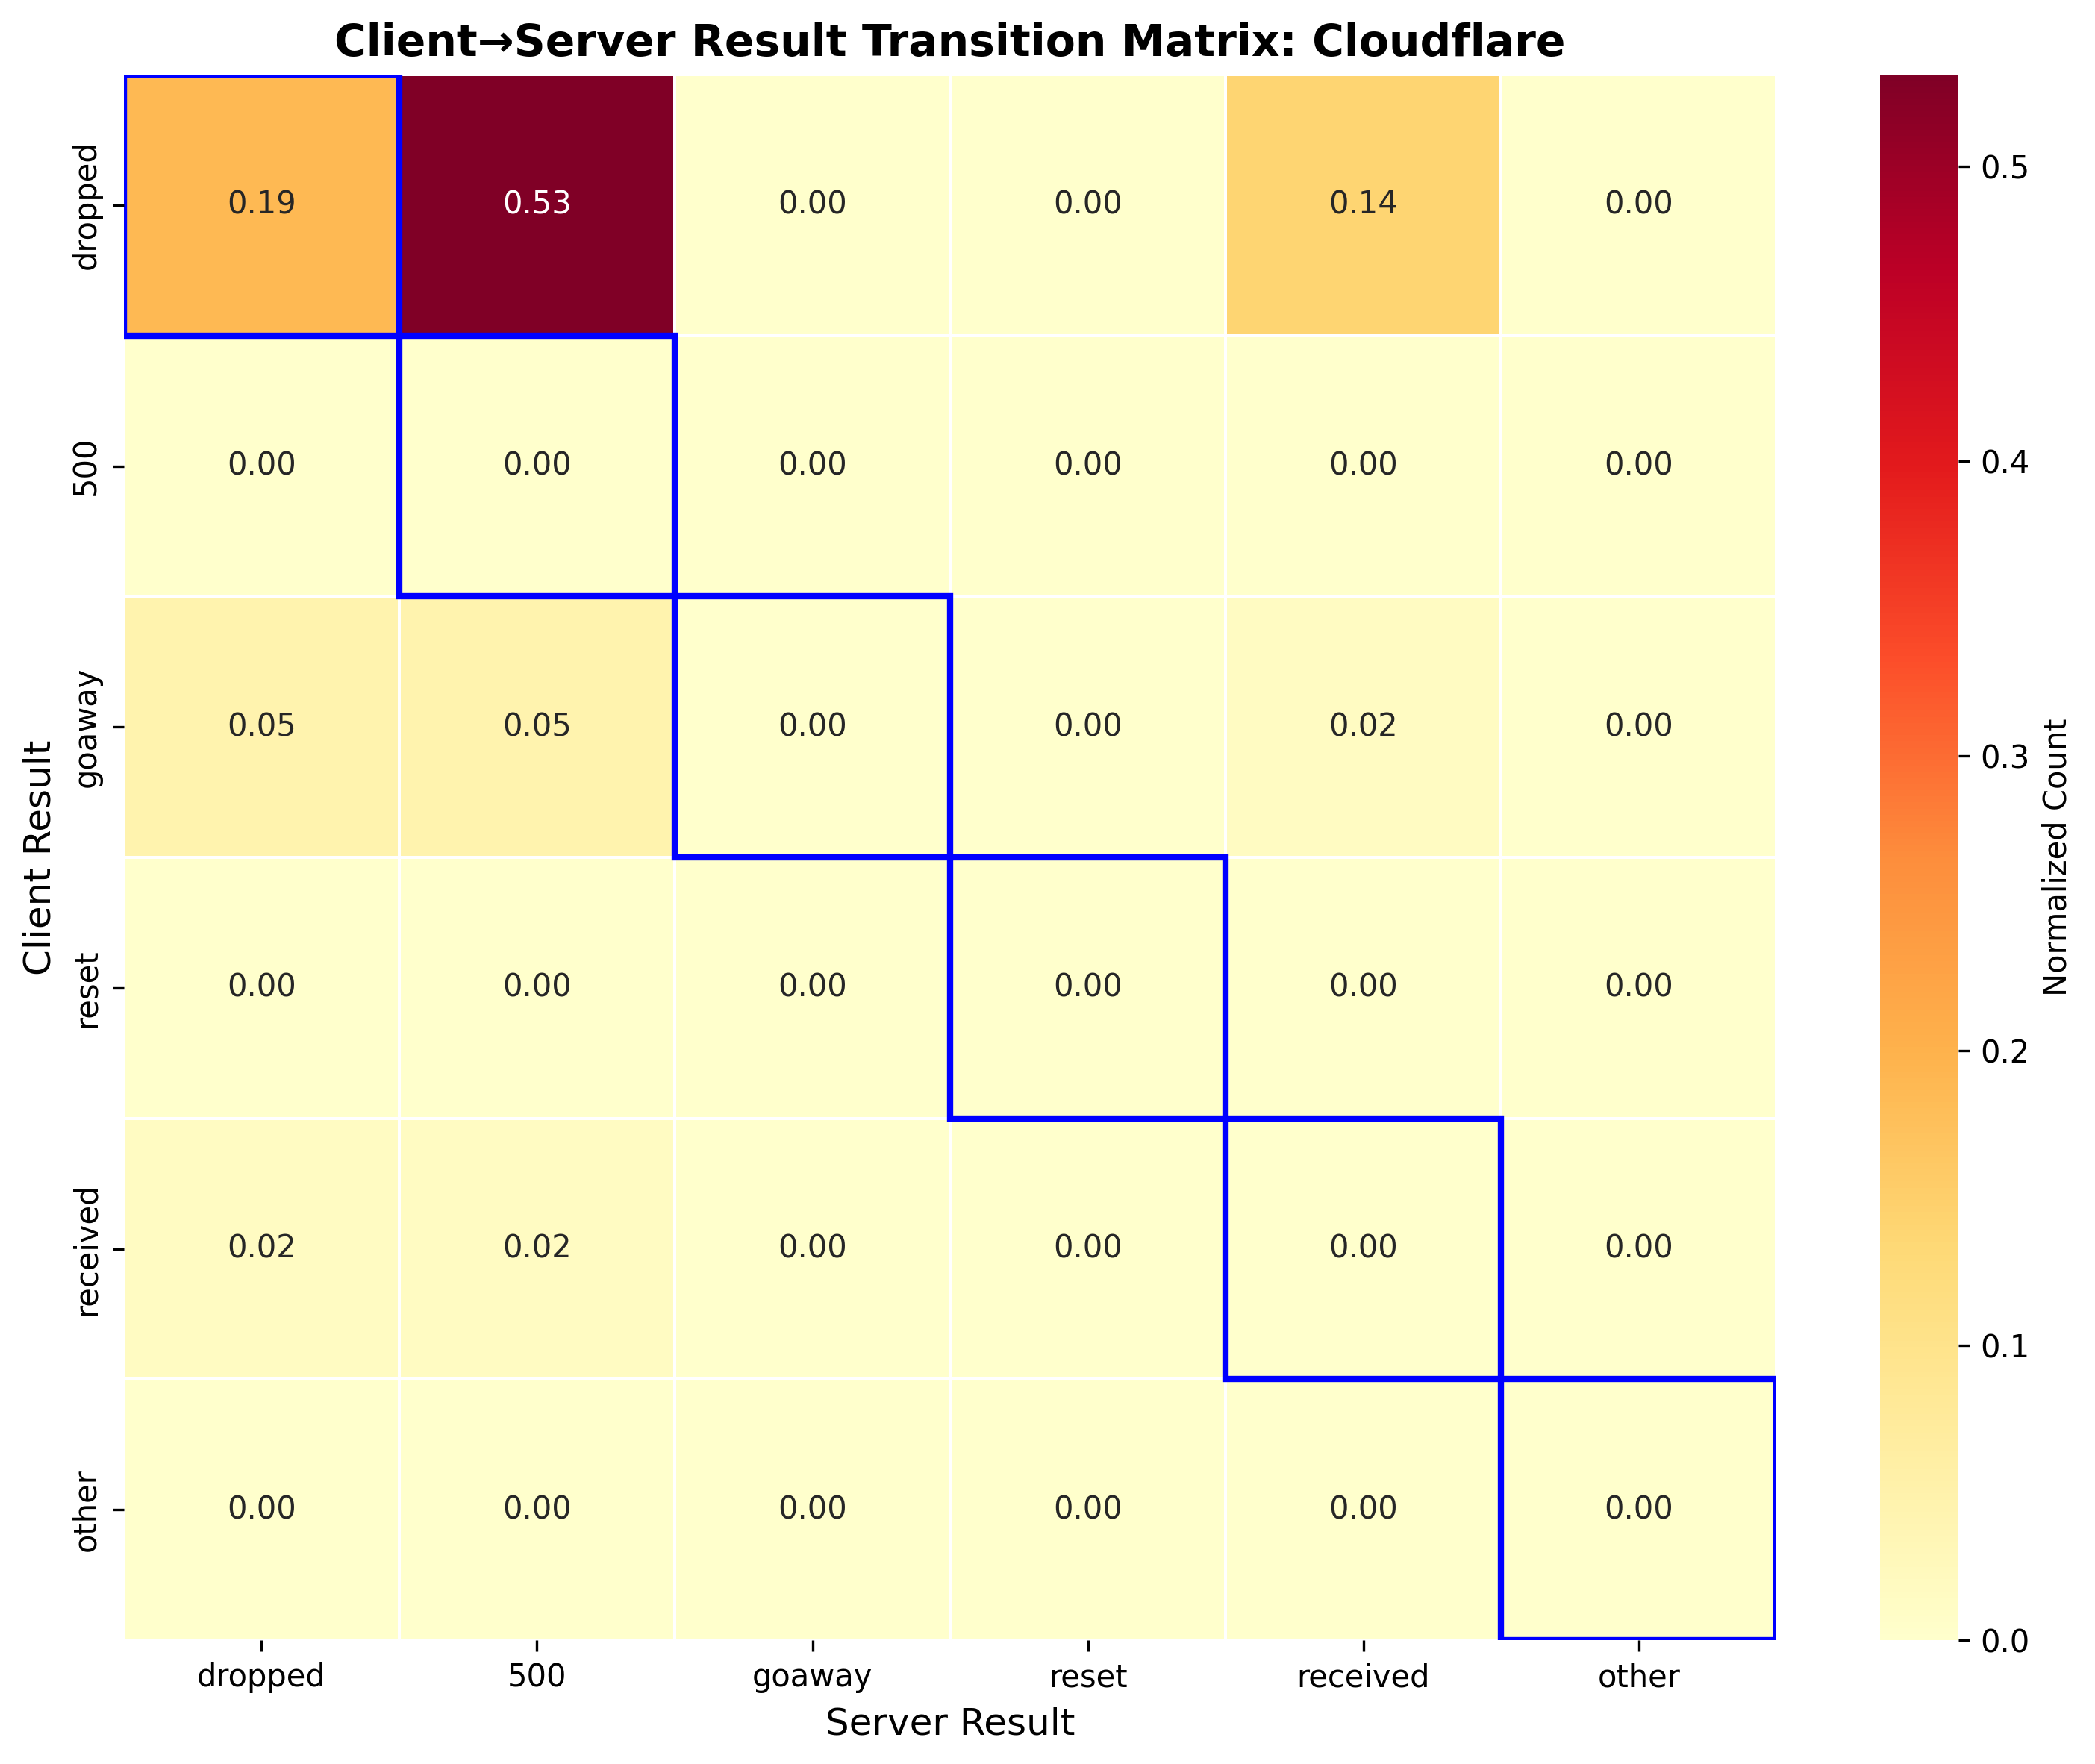 Client→Server Result Transition Matrix: Cloudflare
dropped 0.19 0.53 0.00 0.00 0.14 0.00
500 0.00 0.00 0.00 0.00 0.00 0.00
goaway 0.05 0.05 0.00 0.00 0.02 0.00
reset 0.00 0.00 0.00 0.00 0.00 0.00
received 0.02 0.02 0.00 0.00 0.00 0.00
other 0.00 0.00 0.00 0.00 0.00 0.00
dropped 500 goaway reset received other
Server Result
Client Result
0.5
0.4
0.3
0.2
0.1
0.0
Normalized Count